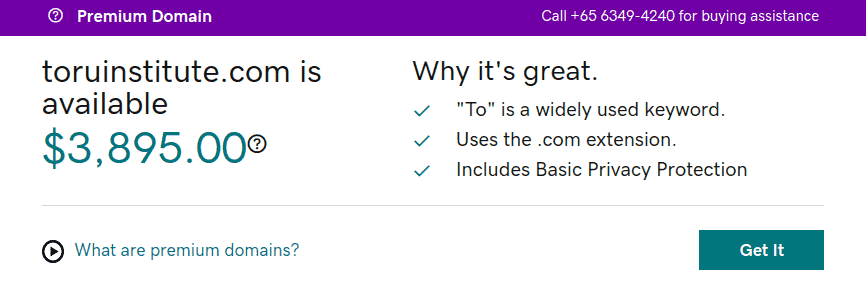 Premium Domain
Call +65 6349-4240 for buying assistance
toruinstitute.com is
available
$3,895.00
Why it's great.
"To" is a widely used keyword.
Uses the .com extension.
Includes Basic Privacy Protection
What are premium domains?
Get It